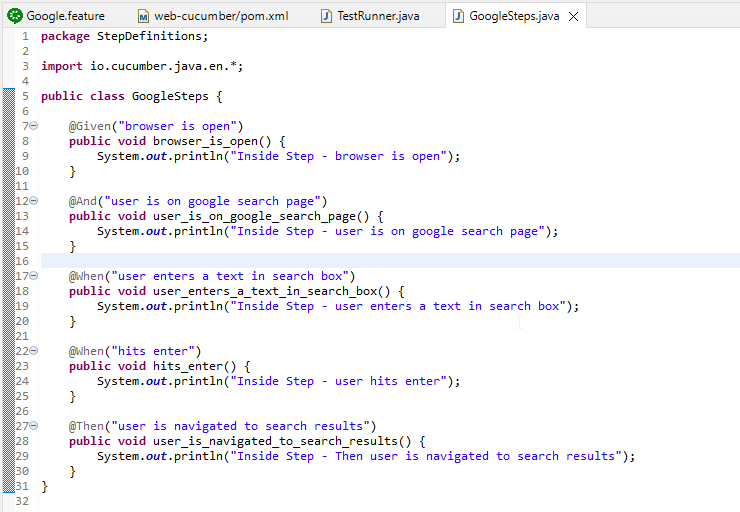 Google.feature web-cucumber/pom.xml TestRunner.java GoogleSteps.java
1 package StepDefinitions;
2
3 import io.cucumber.java.en.*;
4
5 public class GoogleSteps {
6
7 @Given("browser is open")
8 public void browser_is_open() {
9 System.out.println("Inside Step - browser is open");
10 }
11
12 @And("user is on google search page")
13 public void user_is_on_google_search_page() {
14 System.out.println("Inside Step - user is on google search page");
15 }
16
17 @When("user enters a text in search box")
18 public void user_enters_a_text_in_search_box() {
19 System.out.println("Inside Step - user enters a text in search box");
20 }
21
22 @When("hits enter")
23 public void hits_enter() {
24 System.out.println("Inside Step - user hits enter");
25 }
26
27 @Then("user is navigated to search results")
28 public void user_is_navigated_to_search_results() {
29 System.out.println("Inside Step - Then user is navigated to search results");
30 }
31 }
32